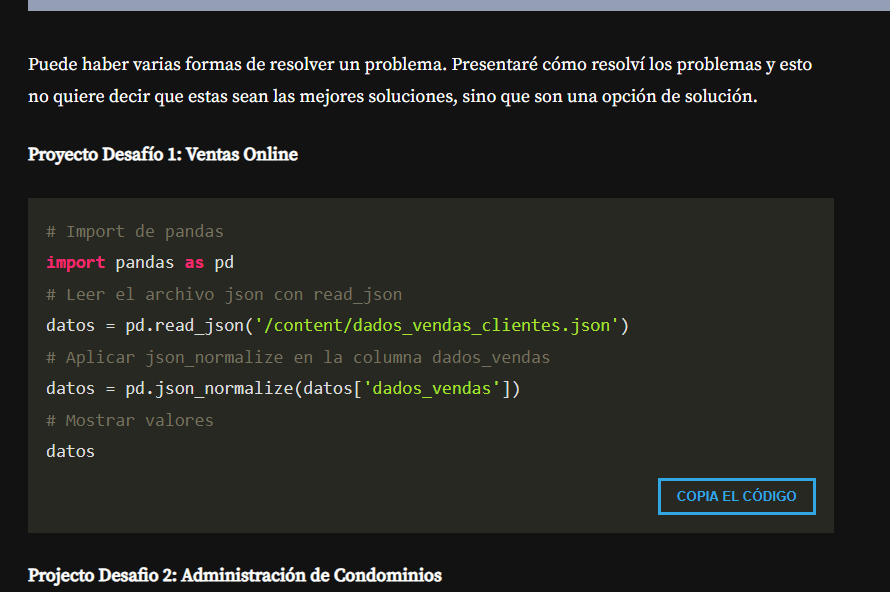 Puede haber varias formas de resolver un problema. Presentaré cómo resolví los problemas y esto
no quiere decir que estas sean las mejores soluciones, sino que son una opción de solución.
Proyecto Desafío 1: Ventas Online
# Import de pandas
import pandas as pd
# Leer el archivo json con read_json
datos = pd.read_json('/content/dados_vendas_clientes.json')
# Aplicar json_normalize en la columna dados_vendas
datos = pd.json_normalize(datos['dados_vendas'])
# Mostrar valores
datos
COPIA EL CÓDIGO
Projecto Desafio 2: Administración de Condominios